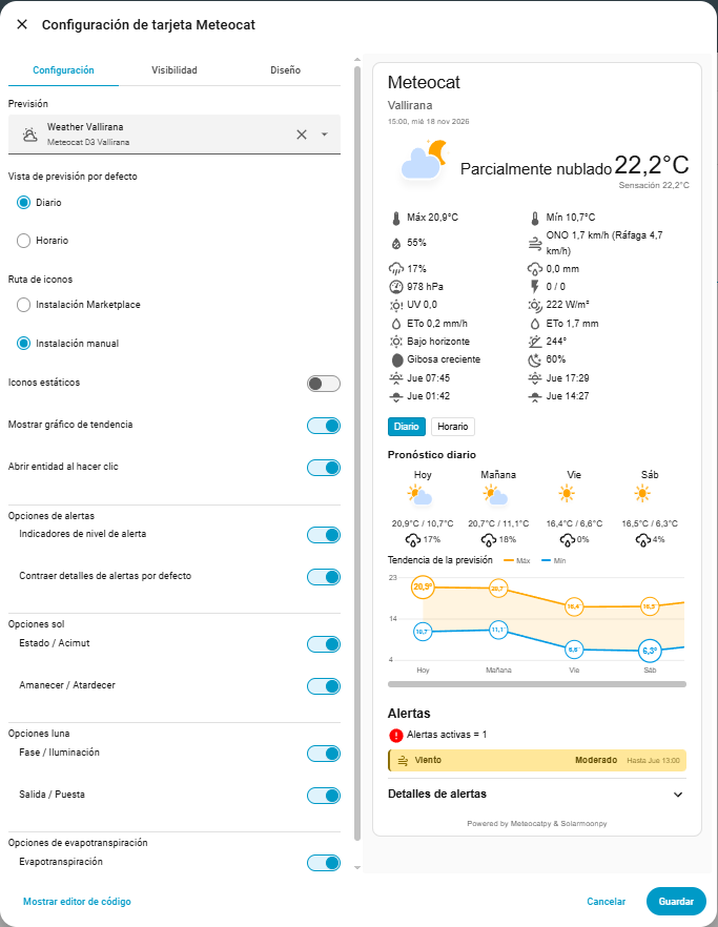 Configuración de tarjeta Meteocat
Configuración
Visibilidad
Diseño
Previsión
Weather Vallirana
Meteocat D3 Vallirana
Vista de previsión por defecto
Diario
Horario
Ruta de iconos
Instalación Marketplace
Instalación manual
Iconos estáticos
Mostrar gráfico de tendencia
Abrir entidad al hacer clic
Opciones de alertas
Indicadores de nivel de alerta
Contraer detalles de alertas por defecto
Opciones sol
Estado / Acimut
Amanecer / Atardecer
Opciones luna
Fase / Iluminación
Salida / Puesta
Opciones de evapotranspiración
Evapotranspiración
Mostrar editor de código
Meteocat
Vallirana
15:00, mié 18 nov 2026
Parcialmente nublado 22,2°C
Sensación 22,2°C
Máx 20,9°C
Mín 10,7°C
55%
ONO 1,7 km/h (Ráfaga 4,7
km/h)
17%
0,0 mm
978 hPa
0 / 0
UV 0,0
222 W/m²
ETo 0,2 mm/h
ETo 1,7 mm
Bajo horizonte
244°
Gibosa creciente
60%
Jue 07:45
Jue 17:29
Jue 01:42
Jue 14:27
Diario
Horario
Pronóstico diario
Hoy
Mañana
Vie
Sáb
20,9°C / 10,7°C
20,7°C / 11,1°C
16,4°C / 6,6°C
16,5°C / 6,3°C
17%
18%
0%
4%
Tendencia de la previsión
Máx
Mín
23
14
4
20,9°
20,7°
16,4°
16,5°
10,7°
11,1°
6,6°
6,3°
Hoy
Mañana
Vie
Sáb
Alertas
Alertas activas = 1
Viento
Moderado
Hasta Jue 13:00
Detalles de alertas
Powered by Meteocatpy & Solarmoonpy
Cancelar
Guardar